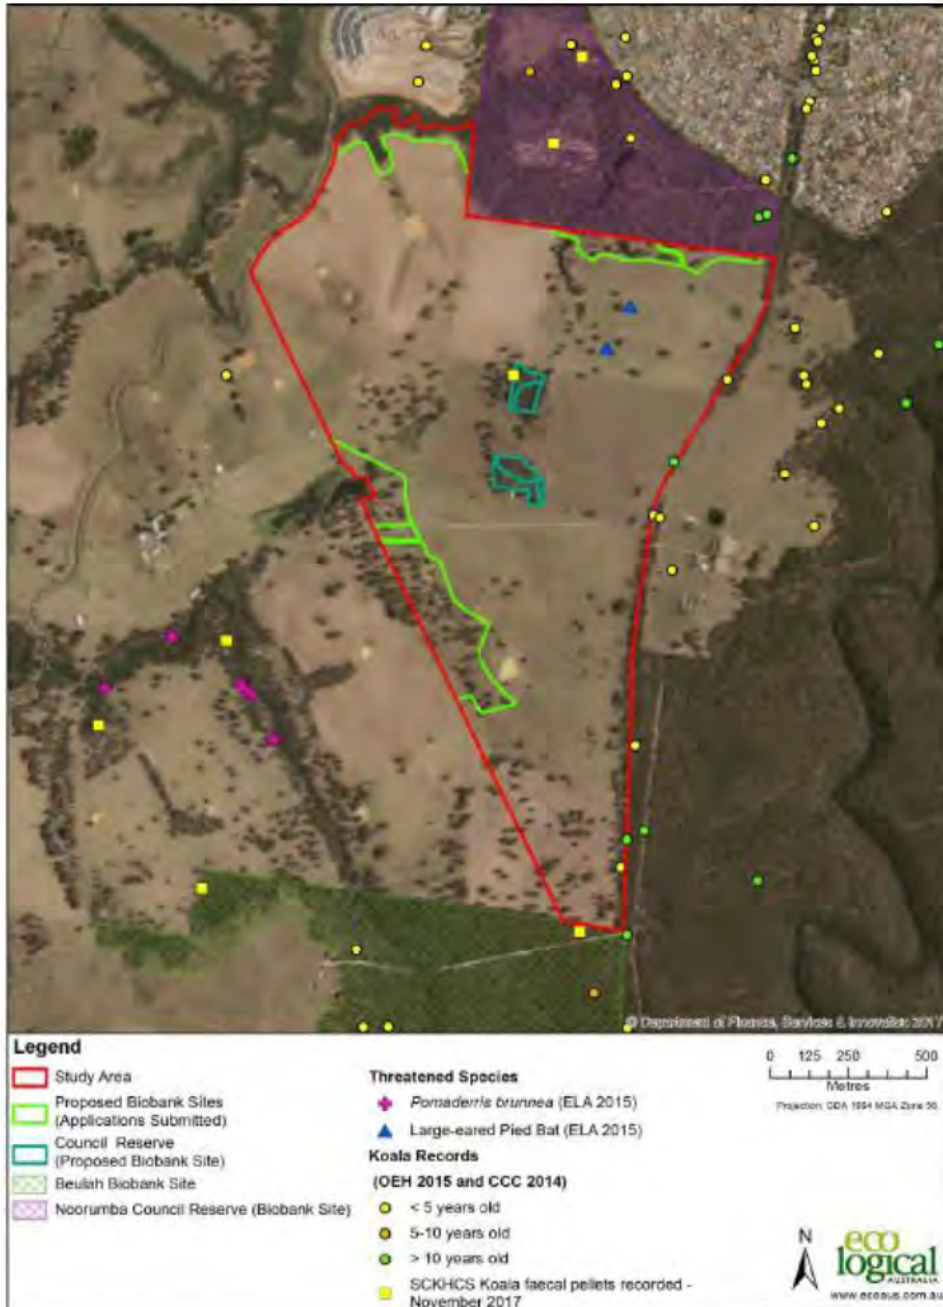 © Department of Finance, Services & Innovation 2017
Legend
Study Area
Proposed Biobank Sites
(Applications Submitted)
Council Reserve
(Proposed Biobank Site)
Beulah Biobank Site
Noorumba Council Reserve (Biobank Site)
Threatened Species
Pomaderris brunnea (ELA 2015)
Large-eared Pied Bat (ELA 2015)
Koala Records
(OEH 2015 and CCC 2014)
< 5 years old
5-10 years old
> 10 years old
SCKHCS Koala faecal pellets recorded -
November 2017
0 125 250 500
Metres
Projection: GDA 1994 MGA Zone 56
N
eco
logical
AUSTRALIA
www.ecoaus.com.au